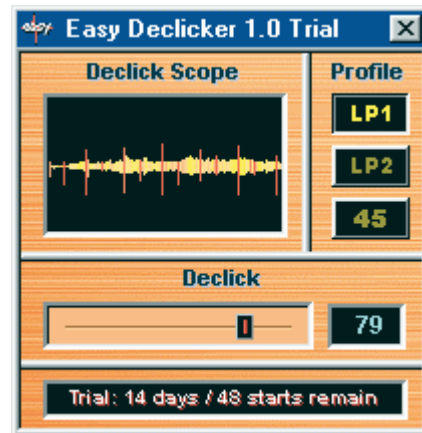 Easy Declicker 1.0 Trial
Declick Scope
Profile
LP1
LP2
45
Declick
79
Trial: 14 days / 48 starts remain